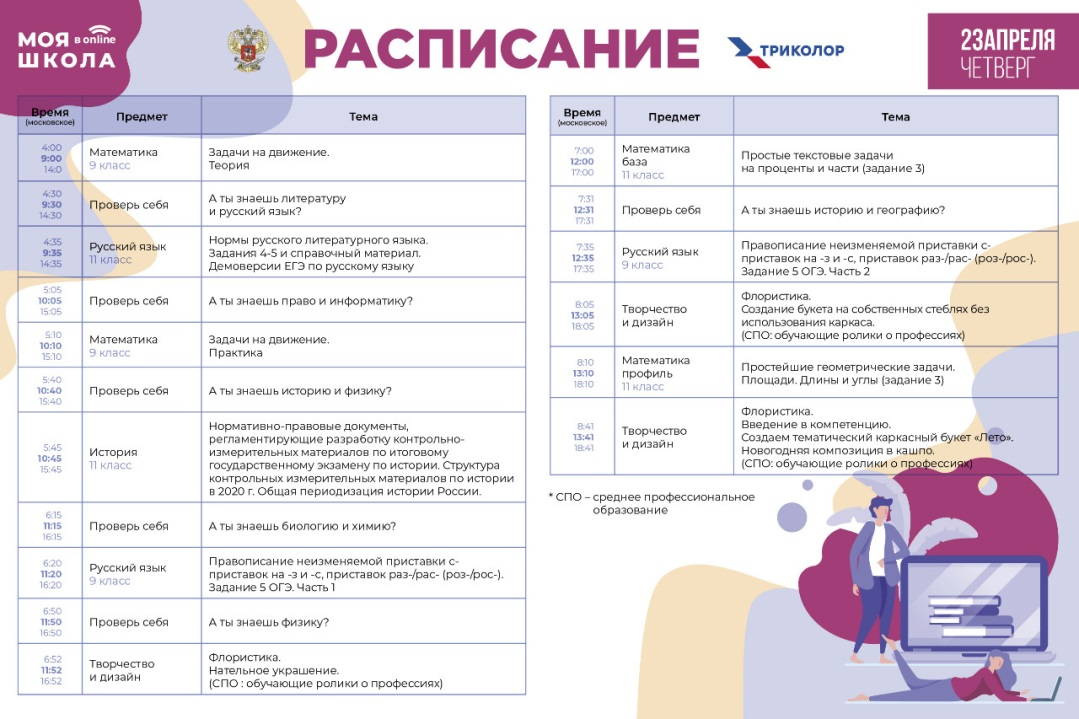 МОЯ в online
ШКОЛА
РАСПИСАНИЕ
ТРИКОЛОР
23АПРЕЛЯ
ЧЕТВЕРГ
Время
(московское)
Предмет
Тема
4:00
9:00
14:0
Математика
9 класс
Задачи на движение.
Теория
4:30
9:30
14:30
Проверь себя
А ты знаешь литературу
и русский язык?
4:35
9:35
14:35
Русский язык
11 класс
Нормы русского литературного языка.
Задания 4-5 и справочный материал.
Демоверсии ЕГЭ по русскому языку
5:05
10:05
15:05
Проверь себя
А ты знаешь право и информатику?
5:10
10:10
15:10
Математика
9 класс
Задачи на движение.
Практика
5:40
10:40
15:40
Проверь себя
А ты знаешь историю и физику?
5:45
10:45
15:45
История
11 класс
Нормативно-правовые документы,
регламентирующие разработку контрольно-
измерительных материалов по итоговому
государственному экзамену по истории. Структура
контрольных измерительных материалов по истории
в 2020 г. Общая периодизация истории России.
6:15
11:15
16:15
Проверь себя
А ты знаешь биологию и химию?
6:20
11:20
16:20
Русский язык
9 класс
Правописание неизменяемой приставки с-
приставок на -з и -с, приставок раз-/рас- (роз-/рос-).
Задание 5 ОГЭ. Часть 1
6:50
11:50
16:50
Проверь себя
А ты знаешь физику?
6:52
11:52
16:52
Творчество
и дизайн
Флористика.
Нательное украшение.
(СПО : обучающие ролики о профессиях)
Время
(московское)
Предмет
Тема
7:00
12:00
17:00
Математика
база
11 класс
Простые текстовые задачи
на проценты и части (задание 3)
7:31
12:31
17:31
Проверь себя
А ты знаешь историю и географию?
7:35
12:35
17:35
Русский язык
9 класс
Правописание неизменяемой приставки с-
приставок на -з и -с, приставок раз-/рас- (роз-/рос-).
Задание 5 ОГЭ. Часть 2
8:05
13:05
18:05
Творчество
и дизайн
Флористика.
Создание букета на собственных стеблях без
использования каркаса.
(СПО: обучающие ролики о профессиях)
8:10
13:10
18:10
Математика
профиль
11 класс
Простейшие геометрические задачи.
Площади. Длины и углы (задание 3)
8:41
13:41
18:41
Творчество
и дизайн
Флористика.
Введение в компетенцию.
Создаем тематический каркасный букет «Лето».
Новогодняя композиция в кашпо.
(СПО: обучающие ролики о профессиях)
* СПО – среднее профессиональное
образование